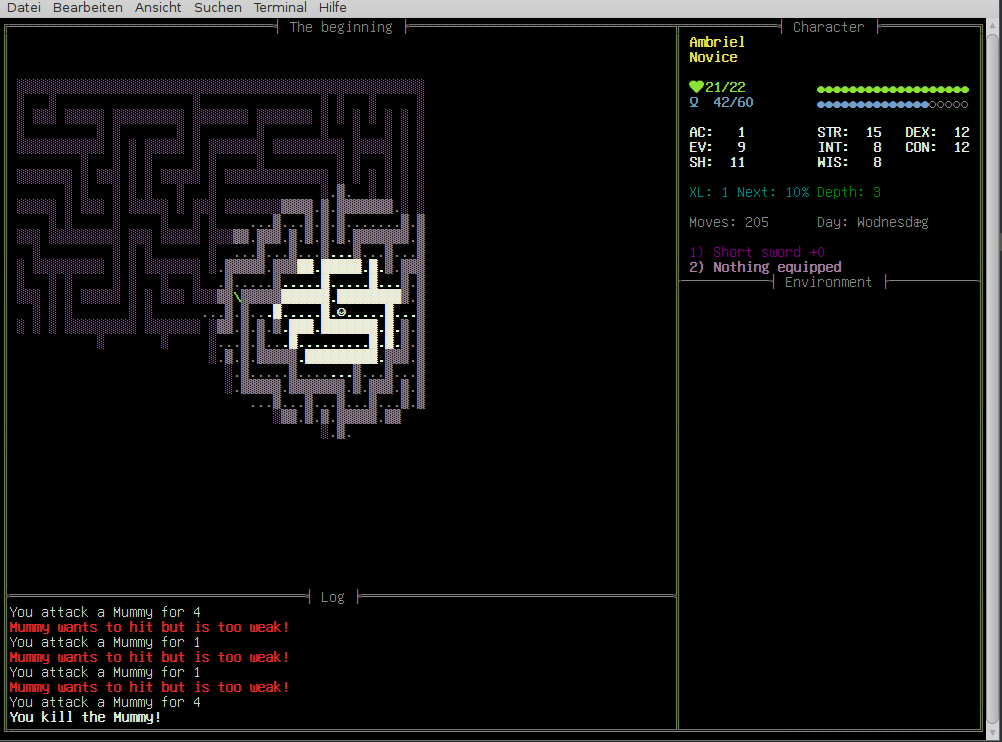 Datei Bearbeiten Ansicht Suchen Terminal Hilfe
The beginning
Character
Ambriel
Novice
21/22
Ω 42/60
AC: 1 STR: 15 DEX: 12
EV: 9 INT: 8 CON: 12
SH: 11 WIS: 8
XL: 1 Next: 10% Depth: 3
Moves: 205 Day: Wodnesdæg
1) Short sword +0
2) Nothing equipped
Environment
Log
You attack a Mummy for 4
Mummy wants to hit but is too weak!
You attack a Mummy for 1
Mummy wants to hit but is too weak!
You attack a Mummy for 1
Mummy wants to hit but is too weak!
You attack a Mummy for 4
You kill the Mummy!